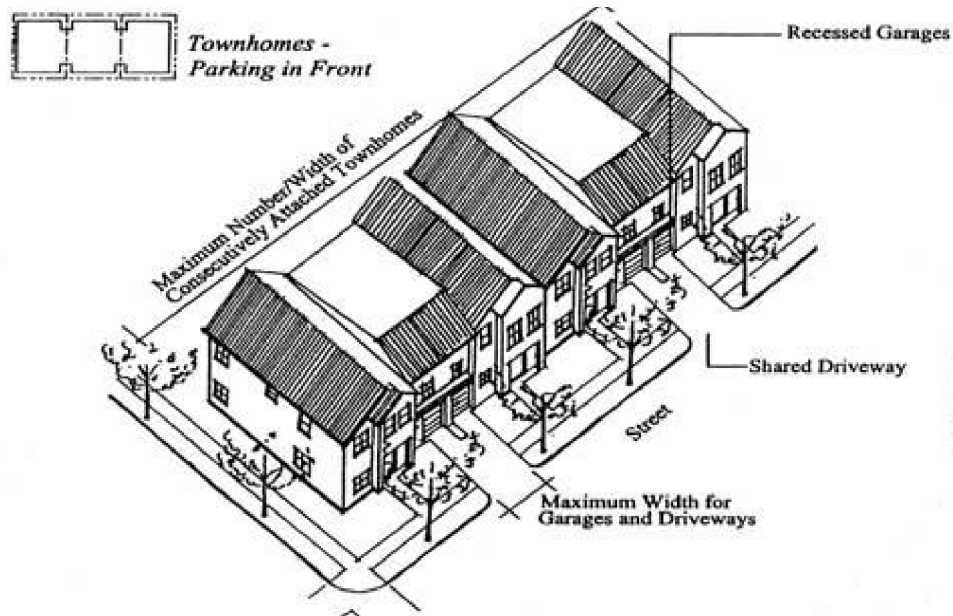 Townhomes -
Parking in Front
Recessed Garages
Maximum Number/Width of
Consecutively Attached Townhomes
Shared Driveway
Street
Maximum Width for
Garages and Driveways